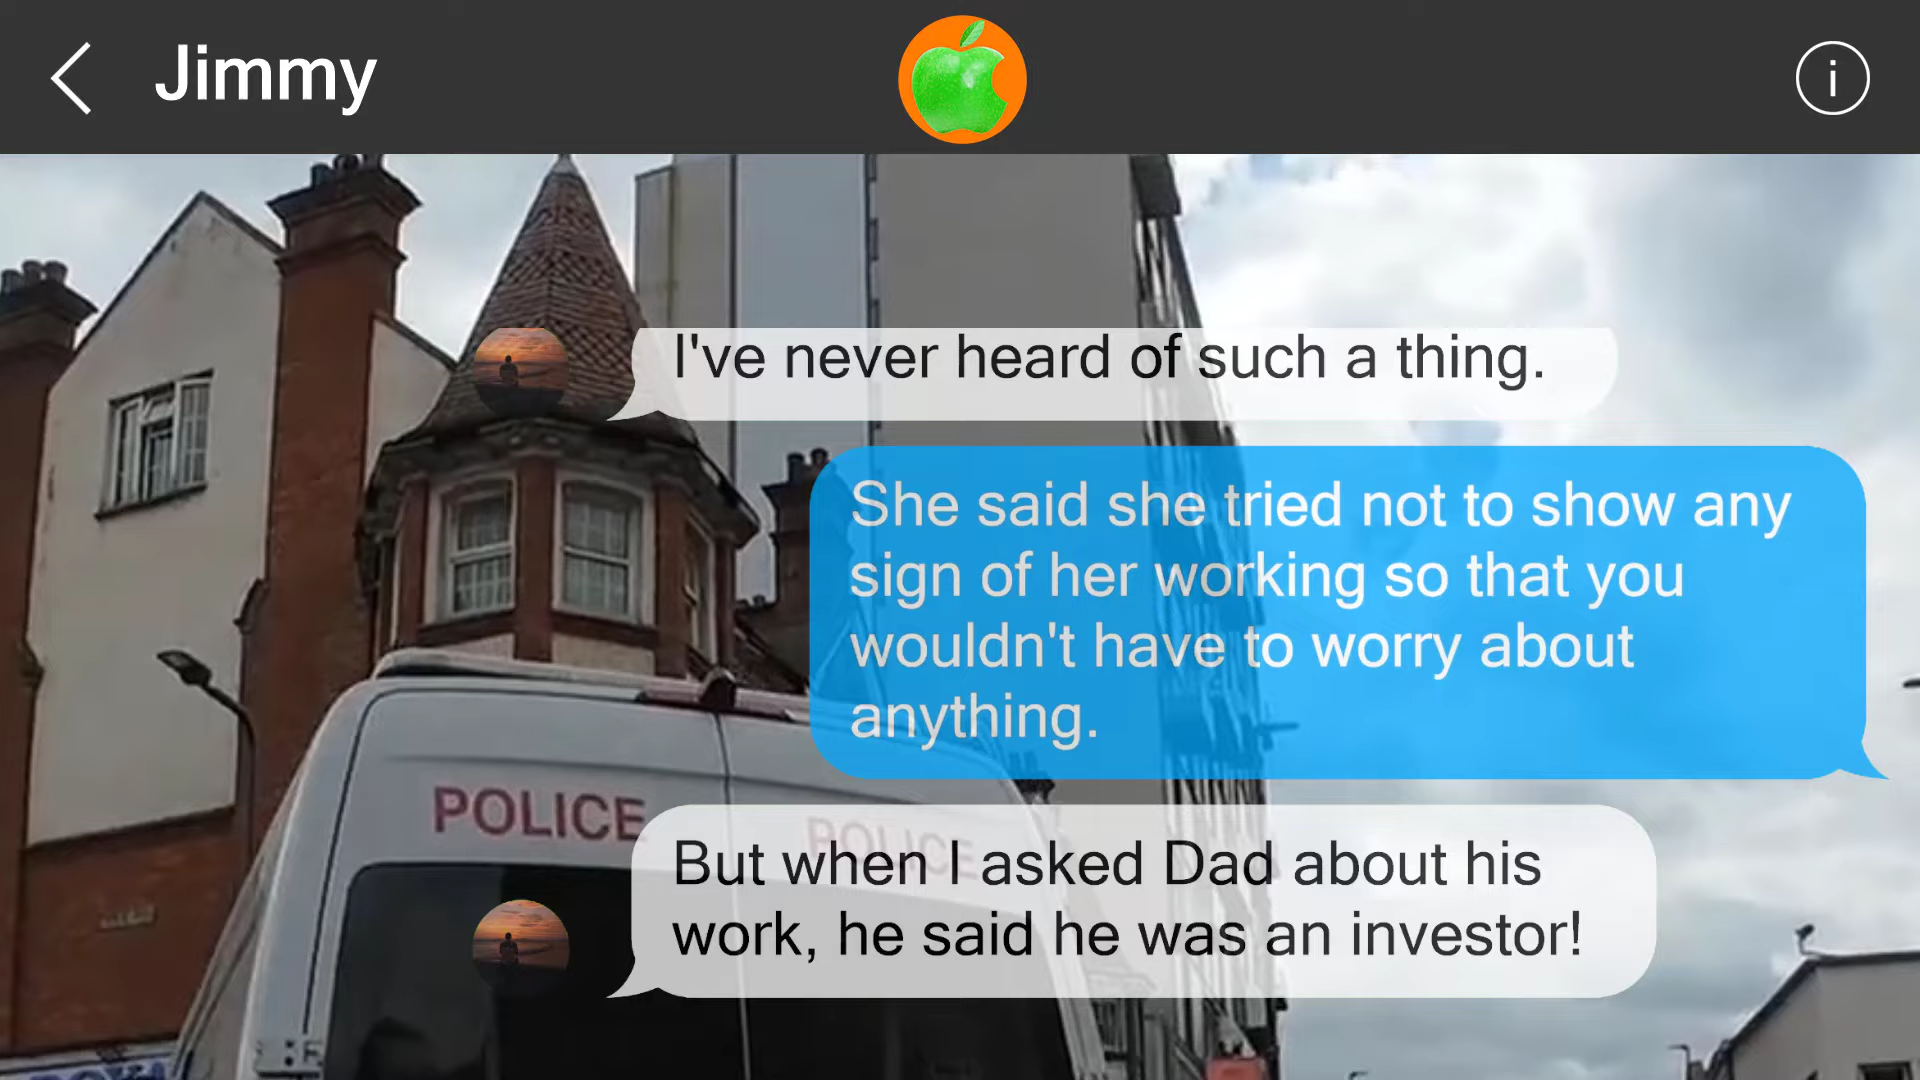 Jimmy
i
I've never heard of such a thing.
She said she tried not to show any
sign of her working so that you
wouldn't have to worry about
anything.
POLICE
POLICE
But when I asked Dad about his
work, he said he was an investor!